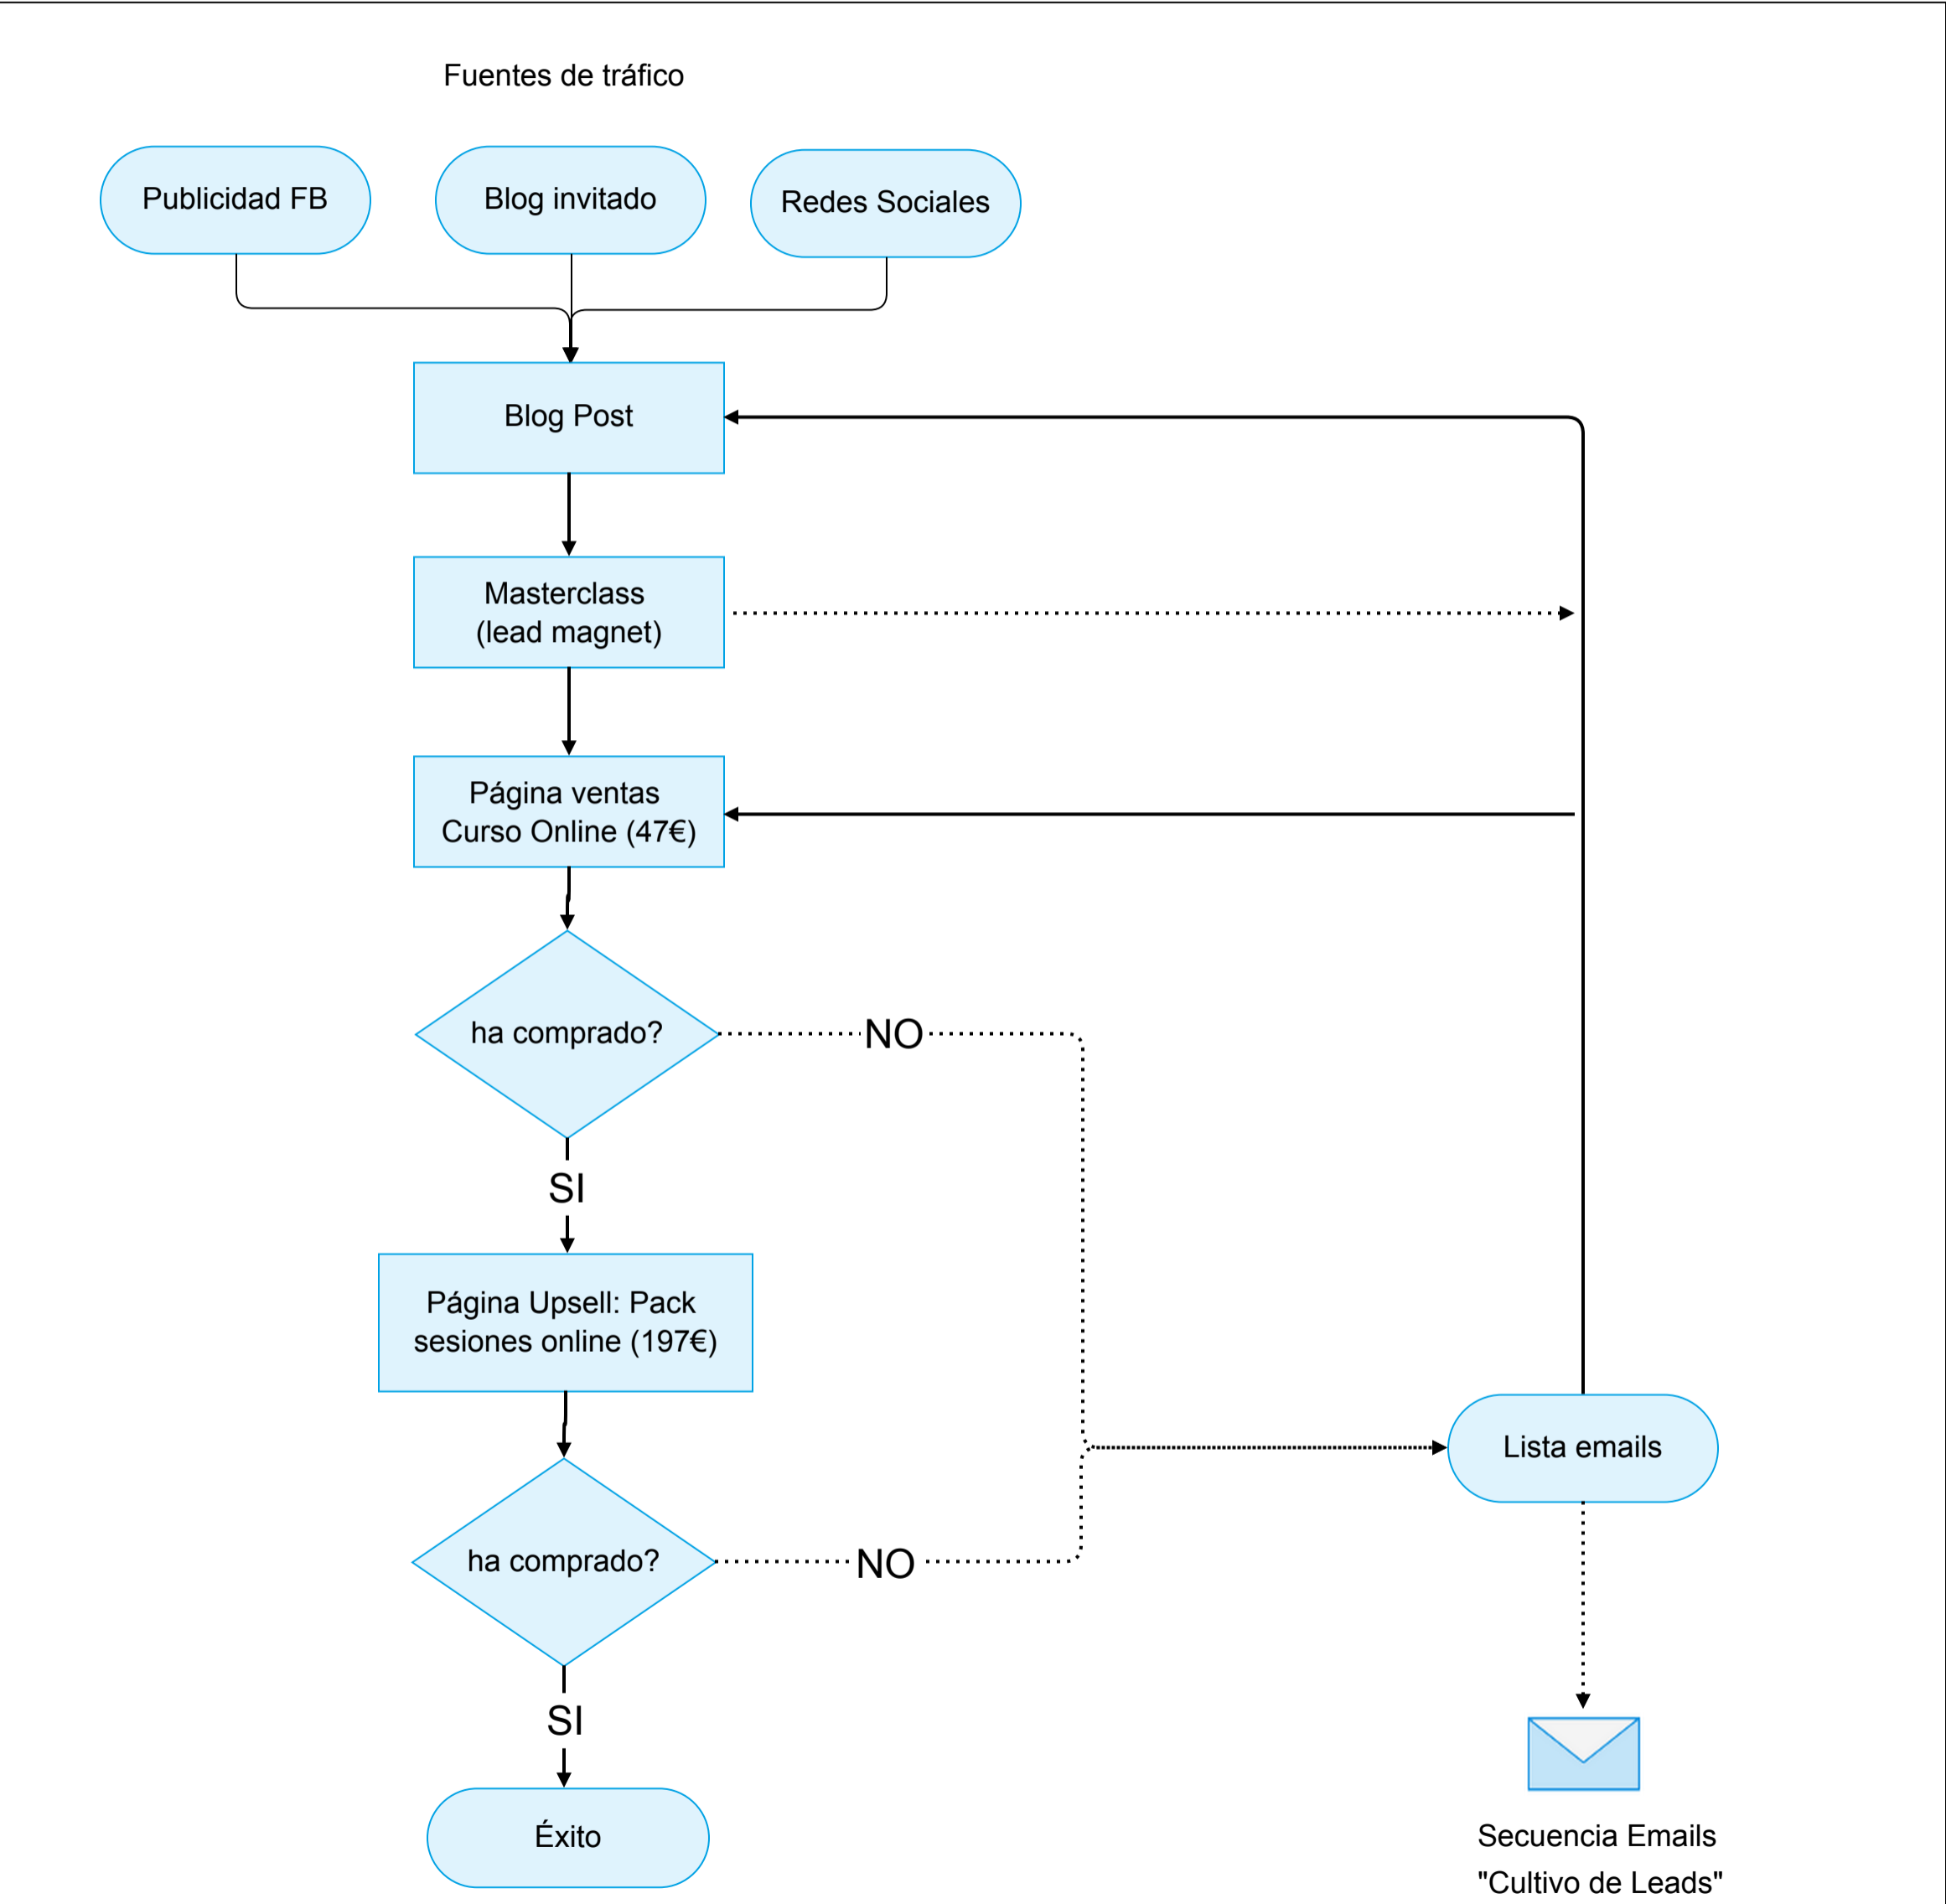 Fuentes de tráfico
Publicidad FB
Blog invitado
Redes Sociales
Blog Post
Masterclass
(lead magnet)
Página ventas
Curso Online (47€)
ha comprado?
NO
SI
Página Upsell: Pack
sesiones online (197€)
Lista emails
ha comprado?
NO
SI
Éxito
Secuencia Emails
"Cultivo de Leads"